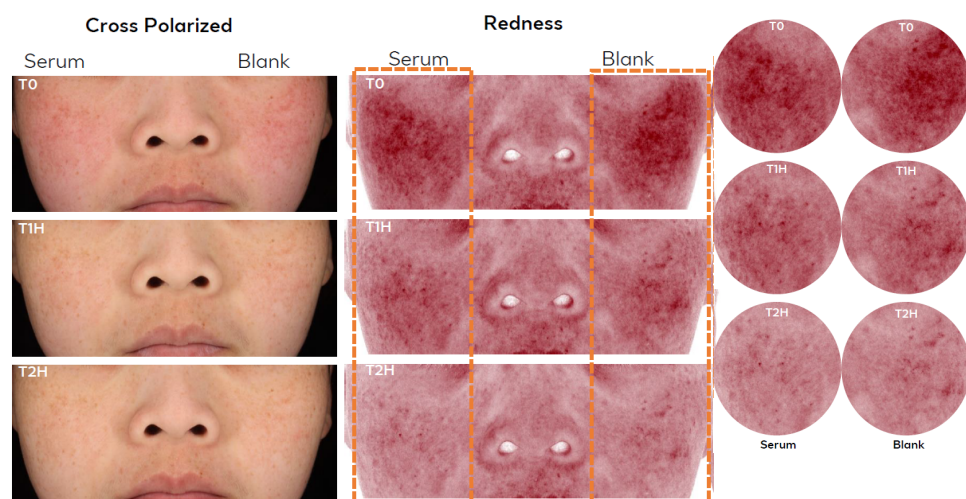 Cross Polarized
Redness
Serum
Blank
Serum
Blank
T0
T0
T0
T0
T1H
T1H
T1H
T1H
T2H
T2H
T2H
T2H
Serum
Blank